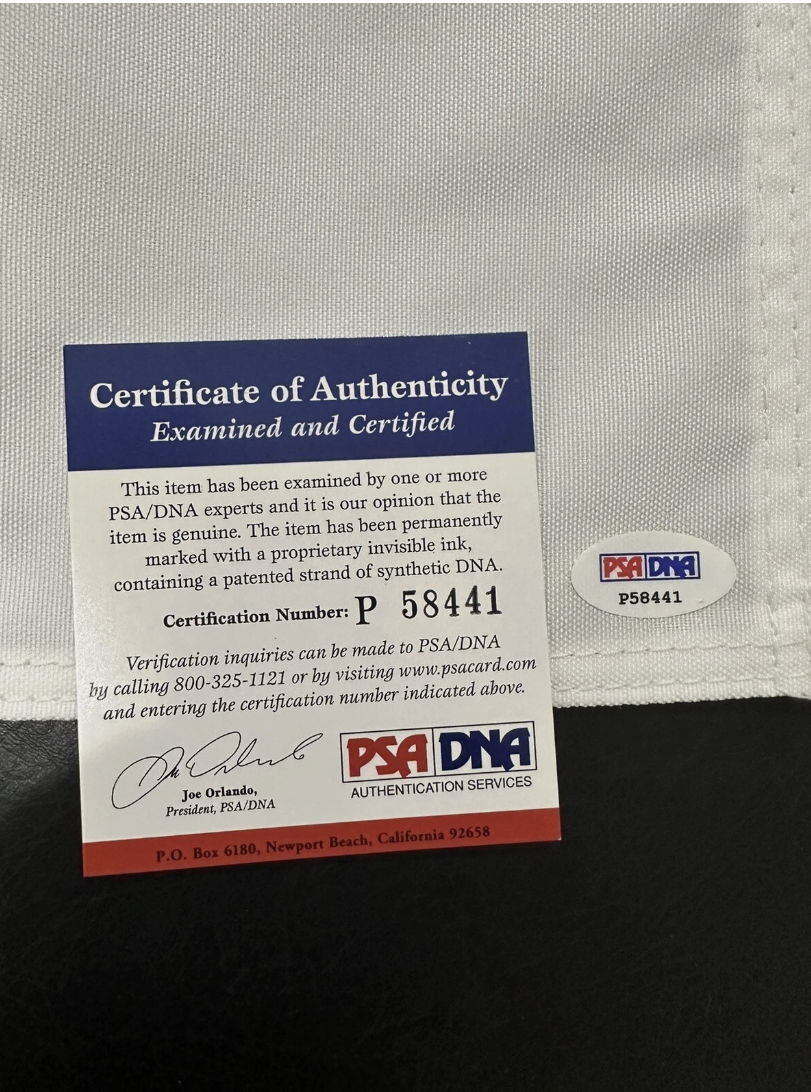 Certificate of Authenticity
Examined and Certified
This item has been examined by one or more
PSA/DNA experts and it is our opinion that the
item is genuine. The item has been permanently
marked with a proprietary invisible ink,
containing a patented strand of synthetic DNA.
Certification Number: P 58441
Verification inquiries can be made to PSA/DNA
by calling 800-325-1121 or by visiting www.psacard.com
and entering the certification number indicated above.
Joe Orlando,
President, PSA/DNA
PSA DNA
AUTHENTICATION SERVICES
P.O. Box 6180, Newport Beach, California 92658
PSA DNA
P58441